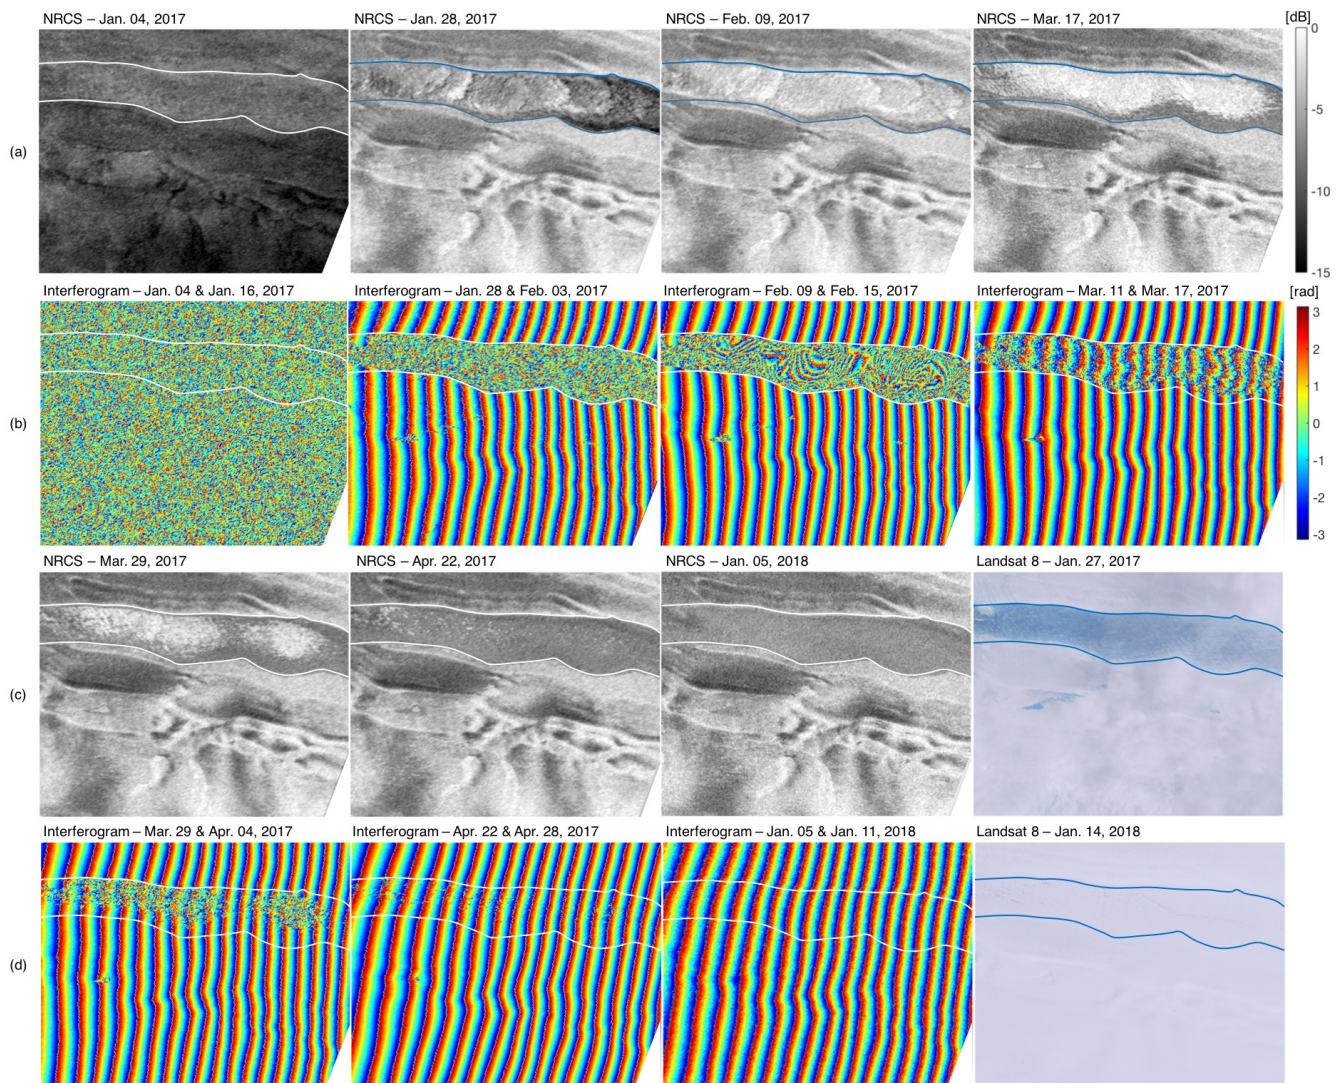 NRCS – Jan. 04, 2017
NRCS – Jan. 28, 2017
NRCS – Feb. 09, 2017
NRCS – Mar. 17, 2017
[dB]
0
-5
-10
-15
(a)
Interferogram – Jan. 04 & Jan. 16, 2017
Interferogram – Jan. 28 & Feb. 03, 2017
Interferogram – Feb. 09 & Feb. 15, 2017
Interferogram – Mar. 11 & Mar. 17, 2017
[rad]
3
2
1
0
-1
-2
-3
(b)
NRCS – Mar. 29, 2017
NRCS – Apr. 22, 2017
NRCS – Jan. 05, 2018
Landsat 8 – Jan. 27, 2017
(c)
Interferogram – Mar. 29 & Apr. 04, 2017
Interferogram – Apr. 22 & Apr. 28, 2017
Interferogram – Jan. 05 & Jan. 11, 2018
Landsat 8 – Jan. 14, 2018
(d)